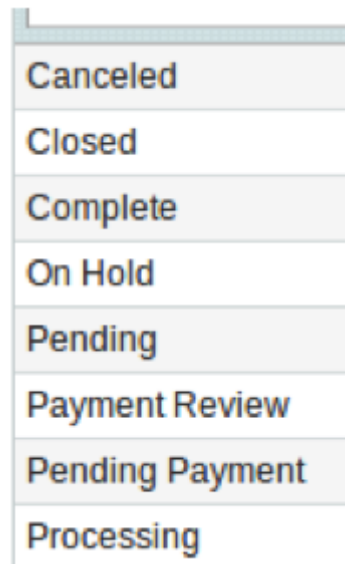 Canceled
Closed
Complete
On Hold
Pending
Payment Review
Pending Payment
Processing